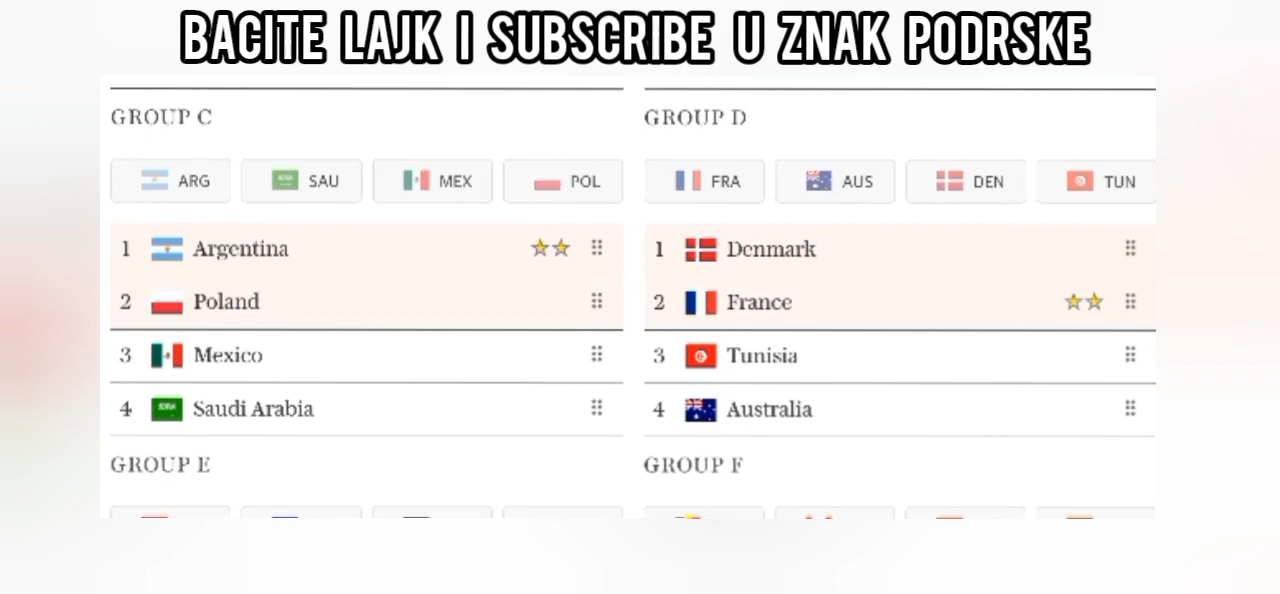 BACITE LAJK I SUBSCRIBE U ZNAK PODRSKE
GROUP C
ARG SAU MEX POL
1 Argentina
2 Poland
3 Mexico
4 Saudi Arabia
GROUP D
FRA AUS DEN TUN
1 Denmark
2 France
3 Tunisia
4 Australia
GROUP E
GROUP F